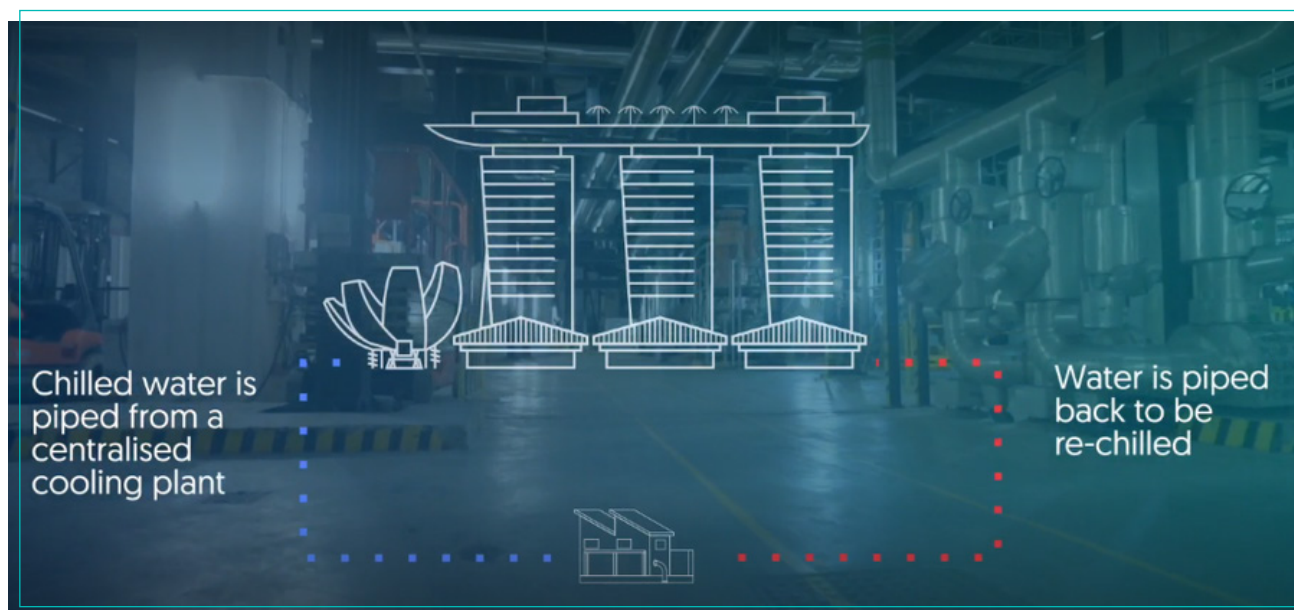 Chilled water is
piped from a
centralised
cooling plant
Water is piped
back to be
re-chilled